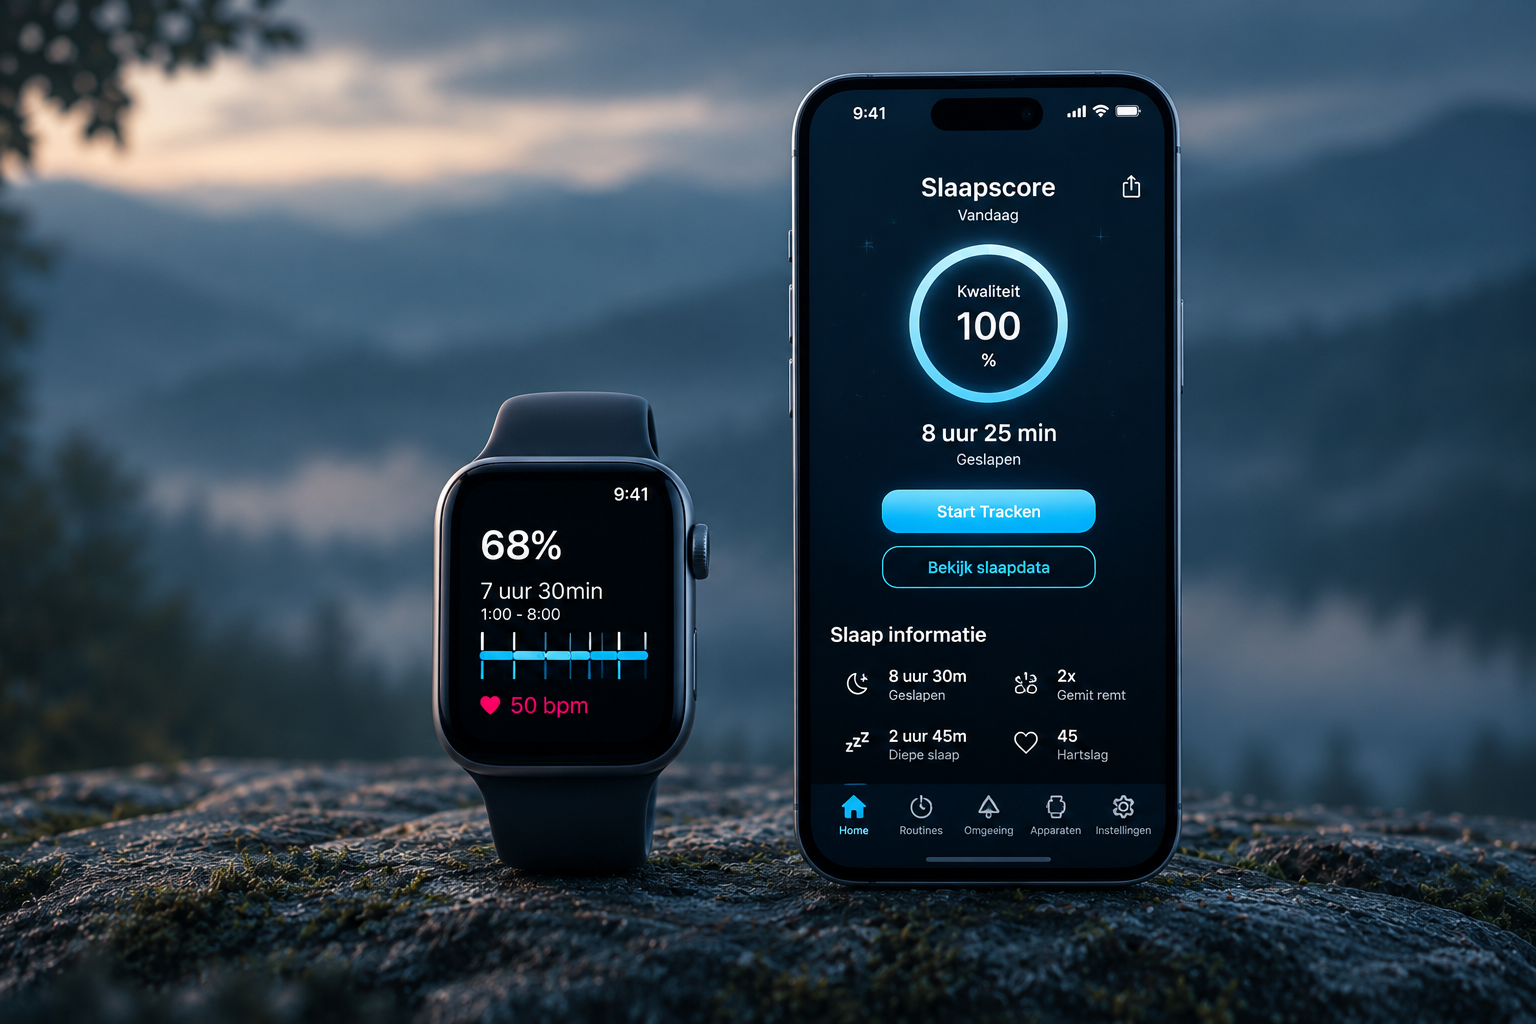 9:41
68%
7 uur 30min
1:00 - 8:00
50 bpm
9:41
Slaapscore
Vandaag
Kwaliteit
100
%
8 uur 25 min
Geslapen
Start Tracken
Bekijk slaapdata
Slaap informatie
8 uur 30m
Geslapen
2x
Gemit remt
zzZ
2 uur 45m
Diepe slaap
45
Hartslag
Home
Routines
Omgeeing
Apparaten
Instellingen